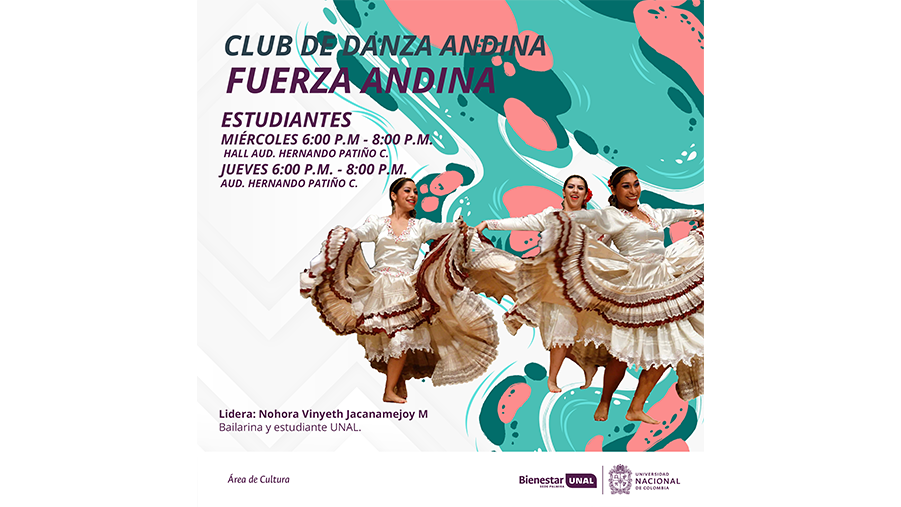 CLUB DE DANZA ANDINA
FUERZA ANDINA
ESTUDIANTES
MIÉRCOLES 6:00 P.M - 8:00 P.M.
HALL AUD. HERNANDO PATIÑO C.
JUEVES 6:00 P.M. - 8:00 P.M.
AUD. HERNANDO PATIÑO C.
Lidera: Nohora Vinyeth Jacanamejoy M
Bailarina y estudiante UNAL.
Área de Cultura
Bienestar UNAL
SEDE PALMIRA
UNIVERSIDAD
NACIONAL
DE COLOMBIA